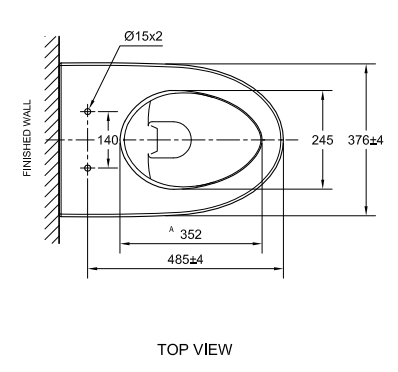 Ø15x2
FINISHED WALL
140
245
376±4
A
352
485±4
TOP VIEW